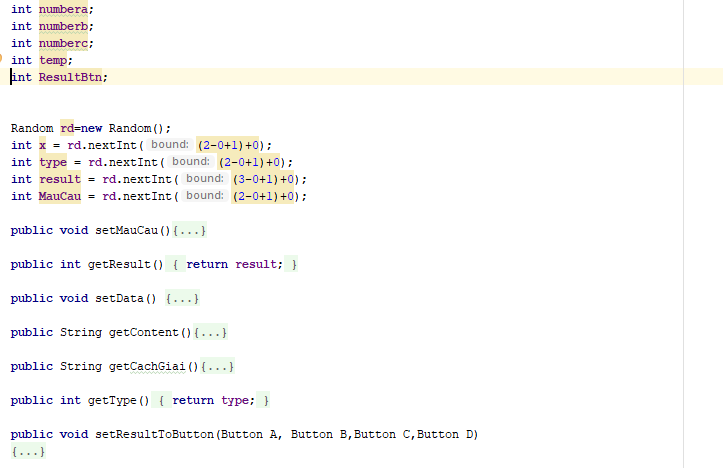 int numbera;
int numberb;
int numberc;
int temp;
int ResultBtn;
Random rd=new Random();
int x = rd.nextInt( bound: (2-0+1)+0);
int type = rd.nextInt( bound: (2-0+1)+0);
int result = rd.nextInt( bound: (3-0+1)+0);
int MauCau = rd.nextInt( bound: (2-0+1)+0);
public void setMauCau(){...}
public int getResult() { return result; }
public void setData() {...}
public String getContent(){...}
public String getCachGiai(){...}
public int getType() { return type; }
public void setResultToButton(Button A, Button B,Button C,Button D)
{...}